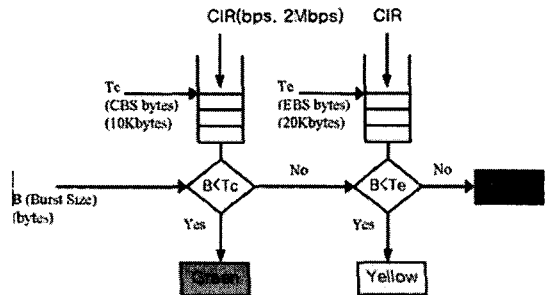 CIR(bps, 2Mbps)
CIR
Tc
(CBS bytes)
(10Kbytes)
Te
(EBS bytes)
(20Kbytes)
B<Tc
No
B<Te
No
B (Burst Size)
(bytes)
Yes
Yes
Green
Yellow